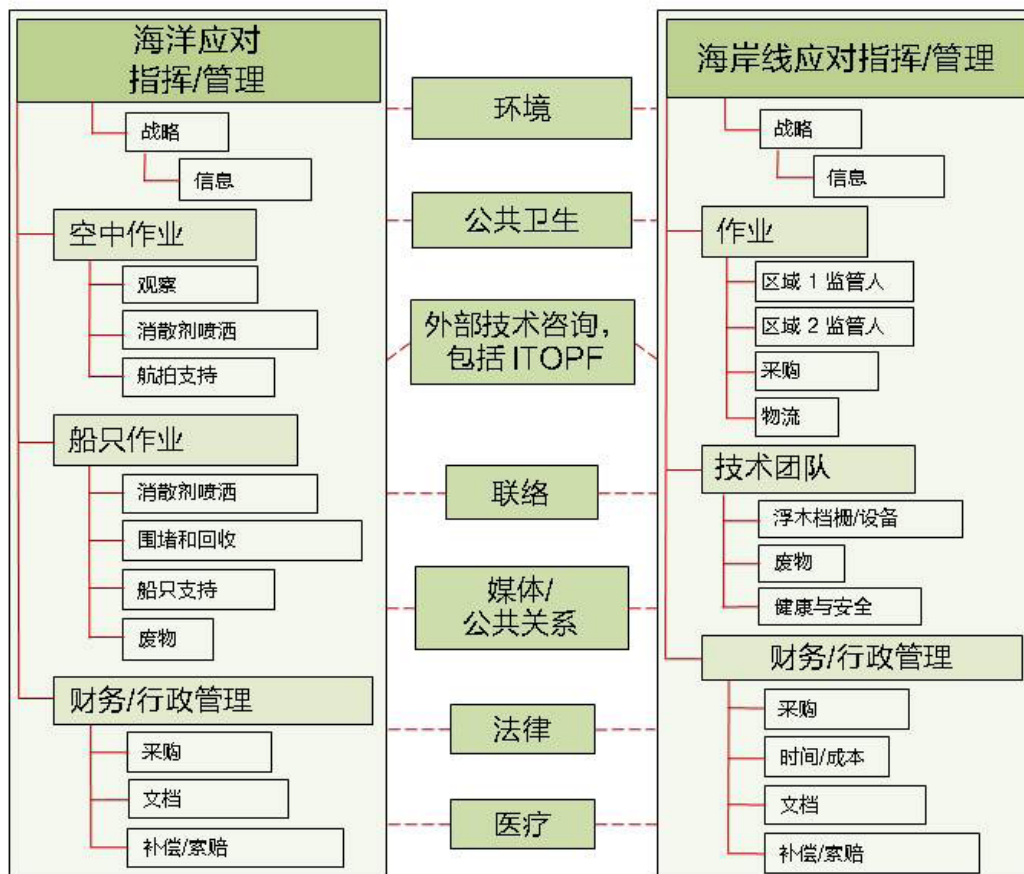 海洋应对
指挥/管理
战略
信息
空中作业
观察
消散剂喷洒
航拍支持
船只作业
消散剂喷洒
围堵和回收
船只支持
废物
财务/行政管理
采购
文档
补偿/索赔
环境
公共卫生
外部技术咨询,
包括 ITOPF
联络
媒体/
公共关系
法律
医疗
海岸线应对指挥/管理
战略
信息
作业
区域 1 监管人
区域 2 监管人
采购
物流
技术团队
浮木档栅/设备
废物
健康与安全
财务/行政管理
采购
时间/成本
文档
补偿/索赔